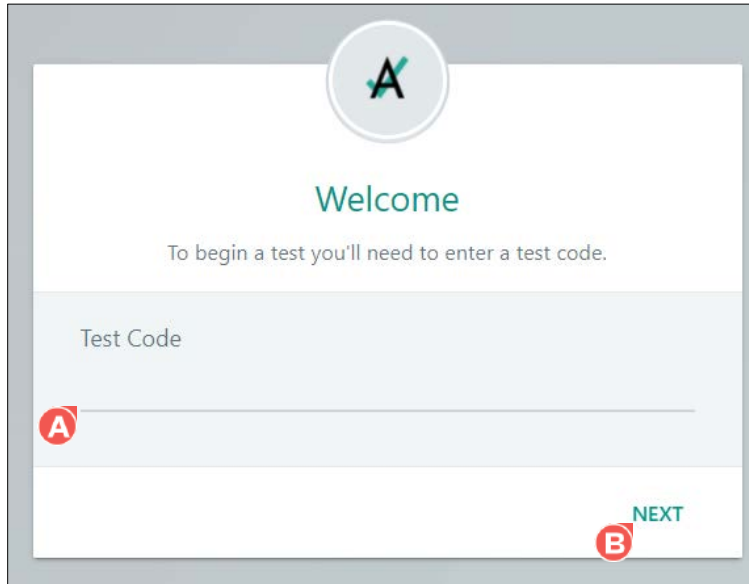 A
Welcome
To begin a test you'll need to enter a test code.
Test Code
A
NEXT
B